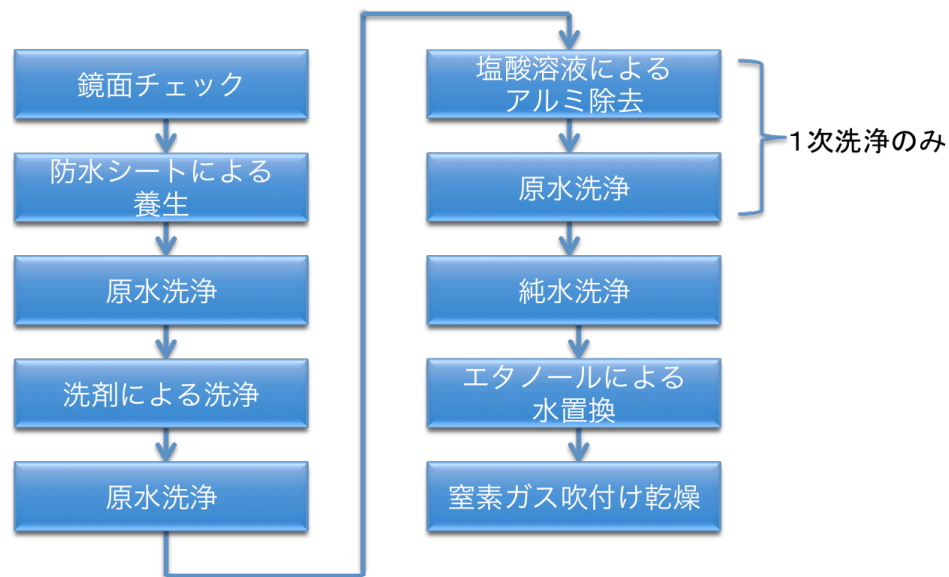 鏡面チェック
防水シートによる
養生
原水洗浄
洗剤による洗浄
原水洗浄
塩酸溶液による
アルミ除去
原水洗浄
純水洗浄
エタノールによる
水置換
窒素ガス吹付け乾燥
1次洗浄のみ